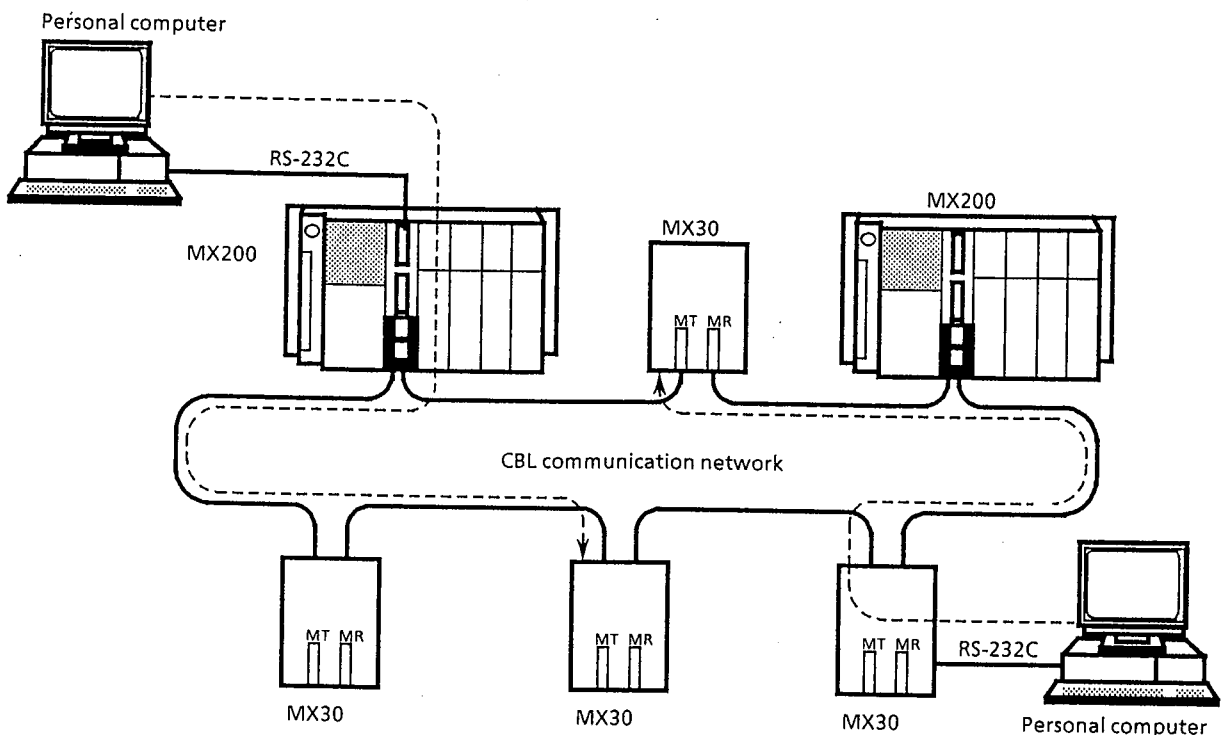 Personal computer
RS-232C
MX200
MX30
MX200
MT MR
CBL communication network
MT MR
MT MR
MT MR
RS-232C
MX30
MX30
MX30
Personal computer